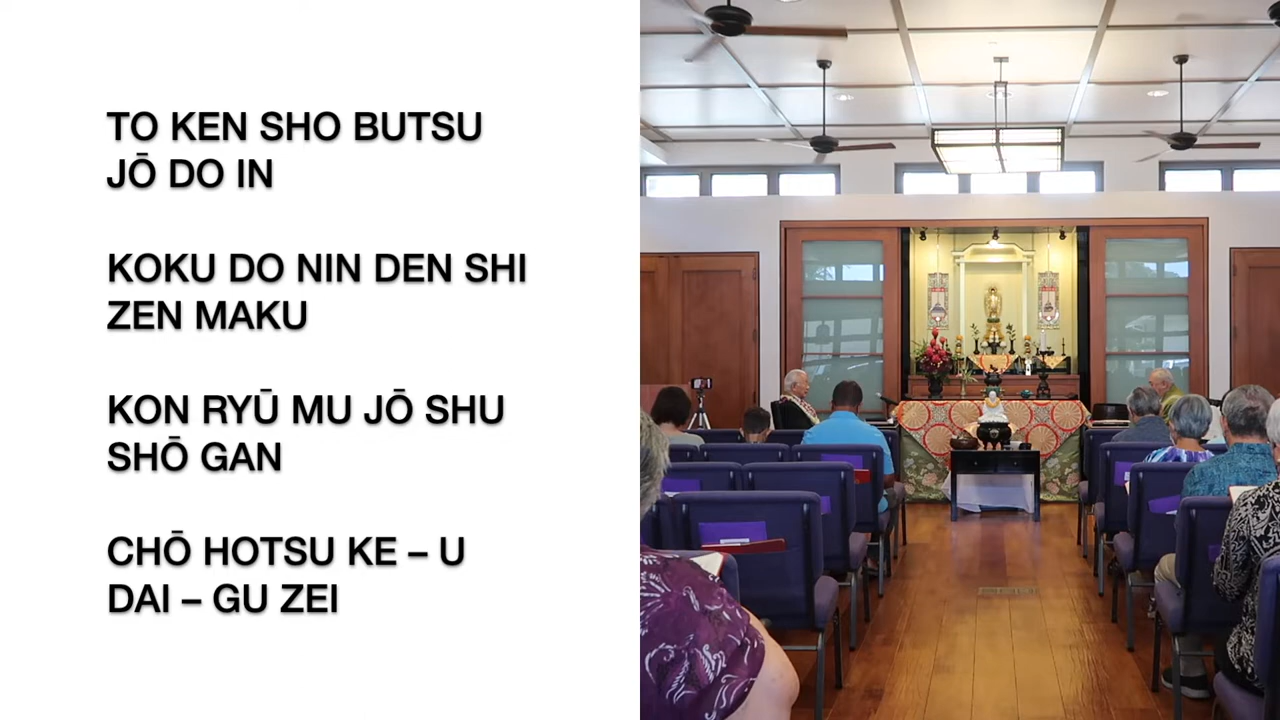 TO KEN SHO BUTSU
JŌ DO IN
KOKU DO NIN DEN SHI
ZEN MAKU
KON RYŪ MU JŌ SHU
SHŌ GAN
CHŌ HOTSU KE – U
DAI – GU ZEI